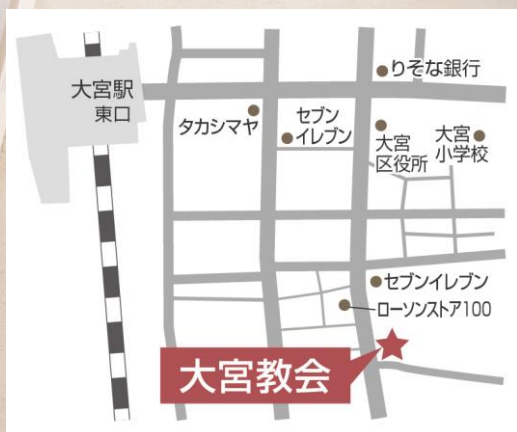 大宮駅
東口
りそな銀行
タカシマヤ
セブン
イレブン
大宮
区役所
大宮
小学校
セブンイレブン
ローソンストア100
大宮教会